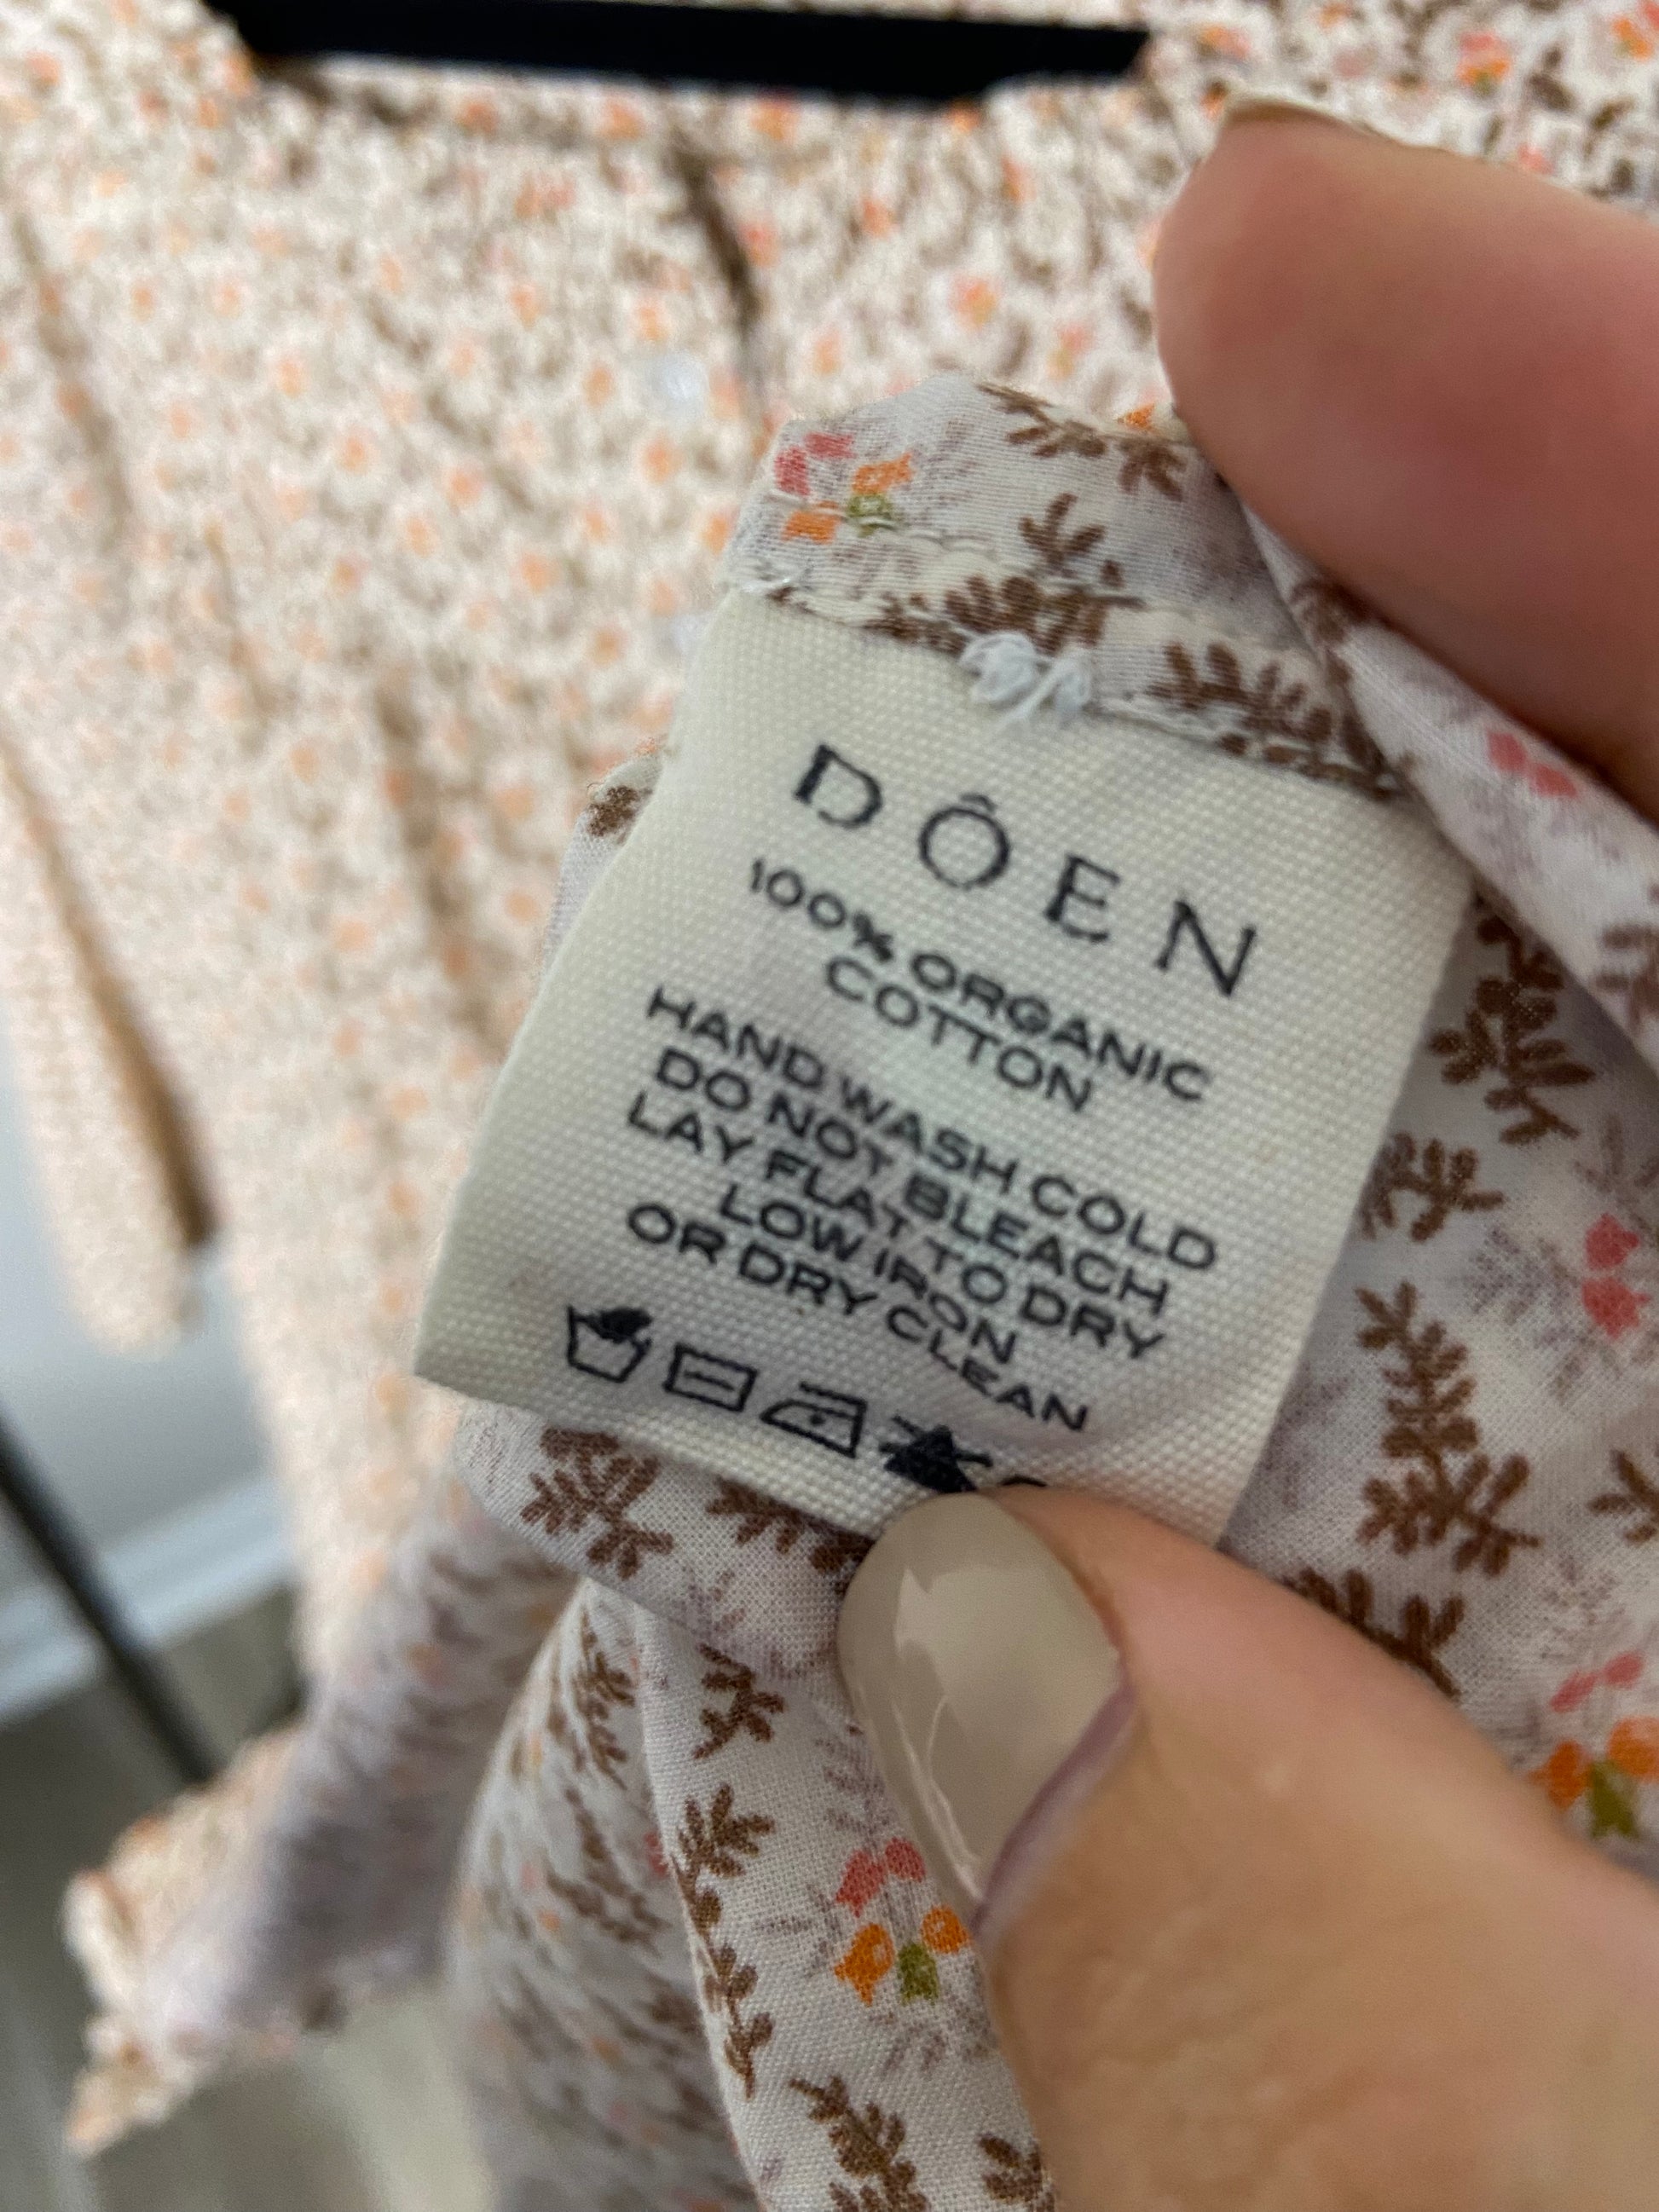 DÔEN
100% ORGANIC
COTTON
HAND WASH COLD
DO NOT BLEACH
LAY FLAT TO DRY
LOW IRON
OR DRY CLEAN